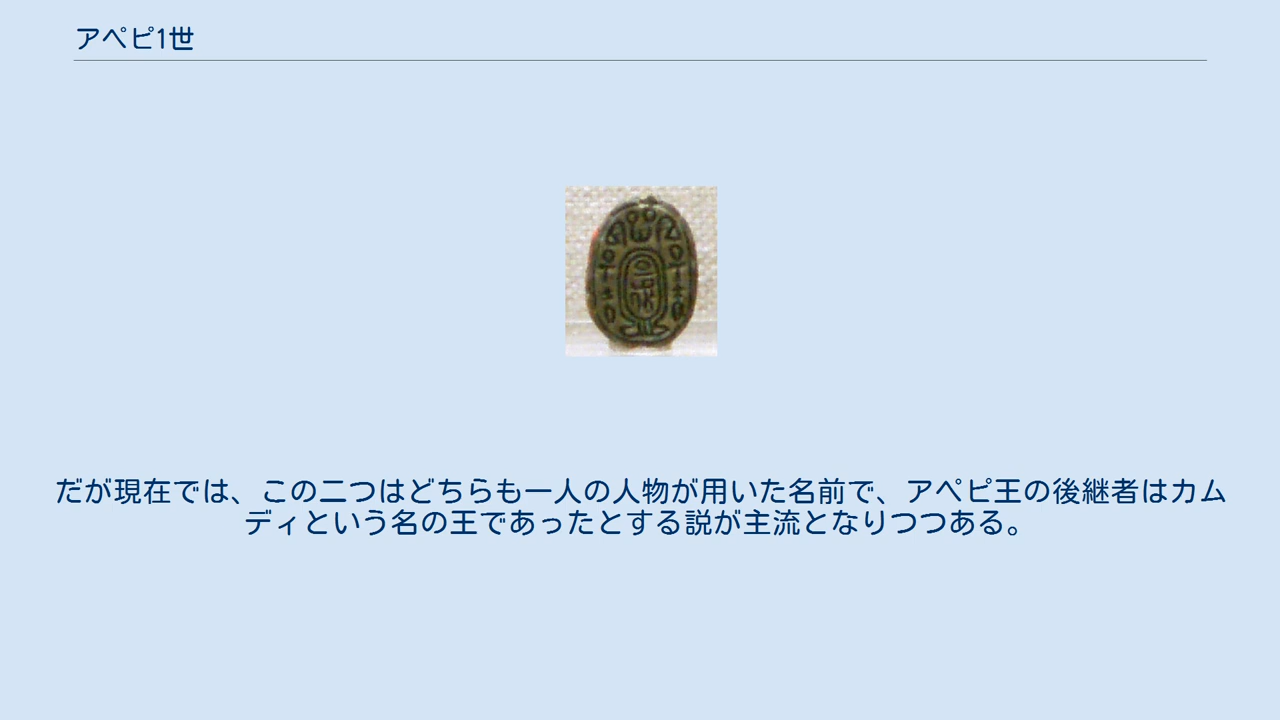 アペピ1世
だが現在では、この二つはどちらも一人の人物が用いた名前で、アペピ王の後継者はカム
ディという名の王であったとする説が主流となりつつある。